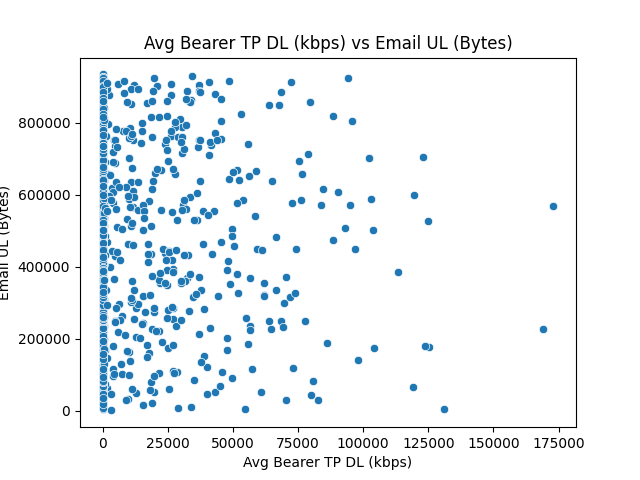 Avg Bearer TP DL (kbps) vs Email UL (Bytes)
Email UL (Bytes)
800000
600000
400000
200000
0
0 25000 50000 75000 100000 125000 150000 175000
Avg Bearer TP DL (kbps)